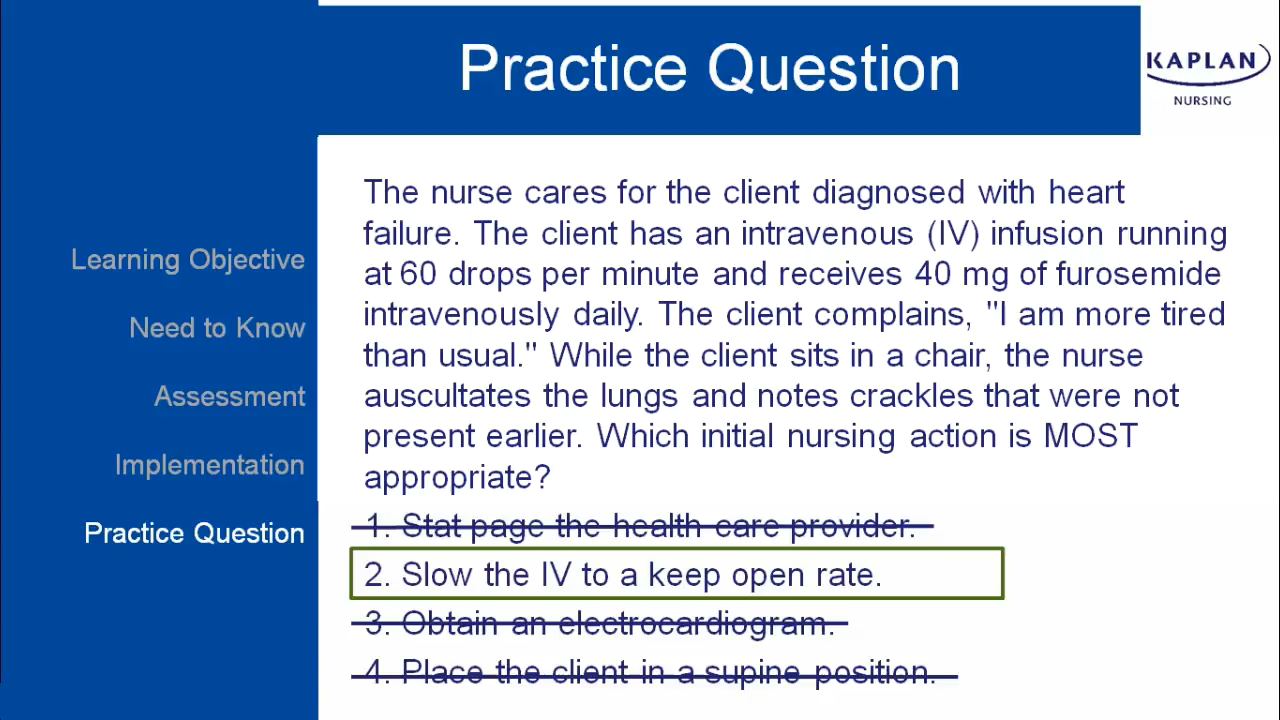 Practice Question
KAPLAN
NURSING
Learning Objective
Need to Know
Assessment
Implementation
Practice Question
The nurse cares for the client diagnosed with heart
failure. The client has an intravenous (IV) infusion running
at 60 drops per minute and receives 40 mg of furosemide
intravenously daily. The client complains, "I am more tired
than usual." While the client sits in a chair, the nurse
auscultates the lungs and notes crackles that were not
present earlier. Which initial nursing action is MOST
appropriate?
1. Stat page the health care provider.
2. Slow the IV to a keep open rate.
3. Obtain an electrocardiogram.
4. Place the client in a supine position.